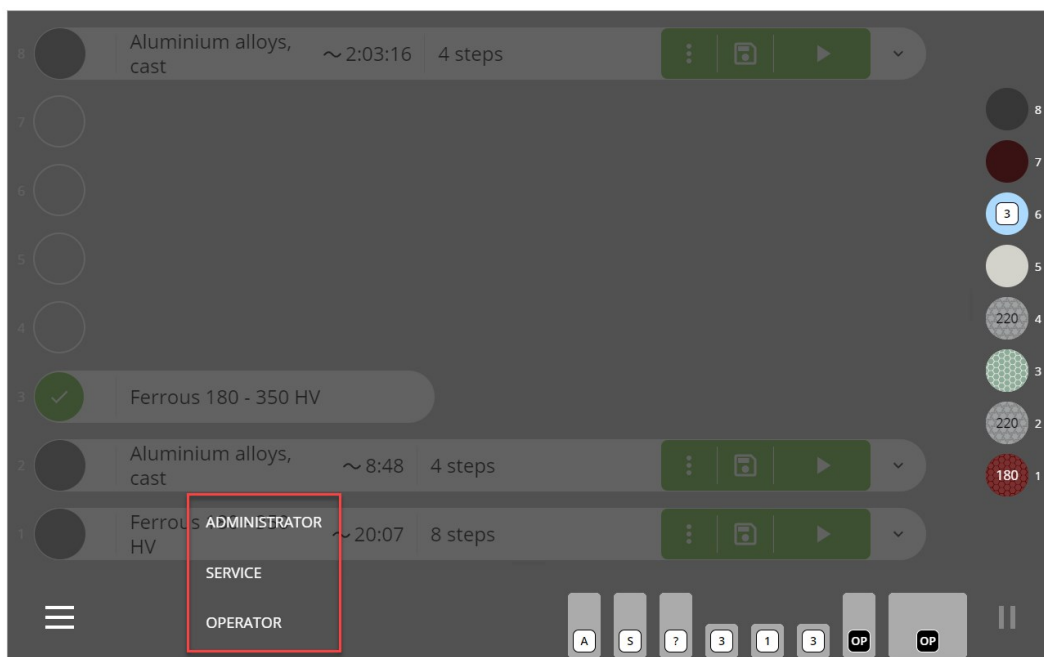 8 Aluminium alloys, cast ~ 2:03:16 4 steps
7
6
5
4
3 Ferrous 180 - 350 HV
2 Aluminium alloys, cast ~ 8:48 4 steps
1 Ferrous HV ~ 20:07 8 steps
8
7
3 6
5
220 4
3
220 2
180 1
ADMINISTRATOR
SERVICE
OPERATOR
A S ? 3 1 3 OP OP